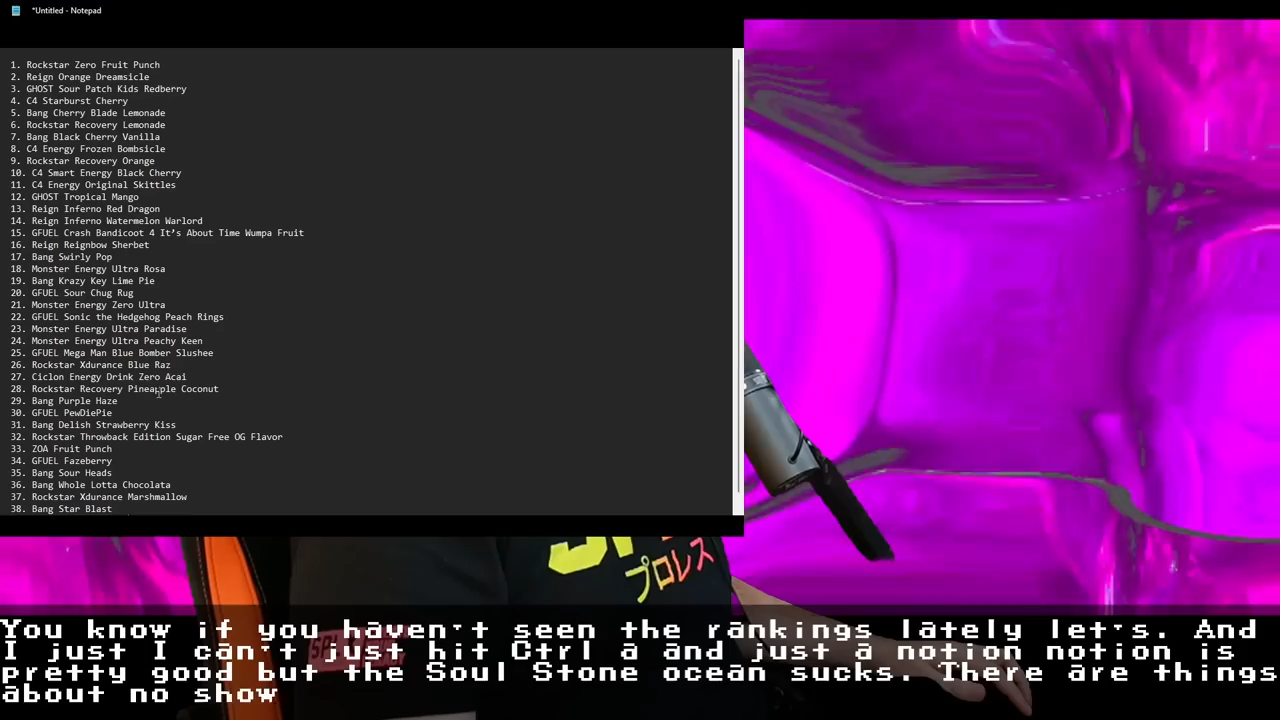 *Untitled - Notepad
1. Rockstar Zero Fruit Punch
2. Reign Orange Dreamsicle
3. GHOST Sour Patch Kids Redberry
4. C4 Starburst Cherry
5. Bang Cherry Blade Lemonade
6. Rockstar Recovery Lemonade
7. Bang Black Cherry Vanilla
8. C4 Energy Frozen Bombsicle
9. Rockstar Recovery Orange
10. C4 Smart Energy Black Cherry
11. C4 Energy Original Skittles
12. GHOST Tropical Mango
13. Reign Inferno Red Dragon
14. Reign Inferno Watermelon Warlord
15. GFUEL Crash Bandicoot 4 It’s About Time Wumpa Fruit
16. Reign Reignbow Sherbet
17. Bang Swirly Pop
18. Monster Energy Ultra Rosa
19. Bang Krazy Key Lime Pie
20. GFUEL Sour Chug Rug
21. Monster Energy Zero Ultra
22. GFUEL Sonic the Hedgehog Peach Rings
23. Monster Energy Ultra Paradise
24. Monster Energy Ultra Peachy Keen
25. GFUEL Mega Man Blue Bomber Slushee
26. Rockstar Xdurance Blue Raz
27. Ciclon Energy Drink Zero Acai
28. Rockstar Recovery Pineapple Coconut
29. Bang Purple Haze
30. GFUEL PewDiePie
31. Bang Delish Strawberry Kiss
32. Rockstar Throwback Edition Sugar Free OG Flavor
33. ZOA Fruit Punch
34. GFUEL Fazeberry
35. Bang Sour Heads
36. Bang Whole Lotta Chocolata
37. Rockstar Xdurance Marshmallow
38. Bang Star Blast
プロレス
You know if you haven't seen the rankings lately let's. And
I just I can't just hit Ctrl a and just a notion notion is
pretty good but the Soul Stone ocean sucks. There are things
about no show